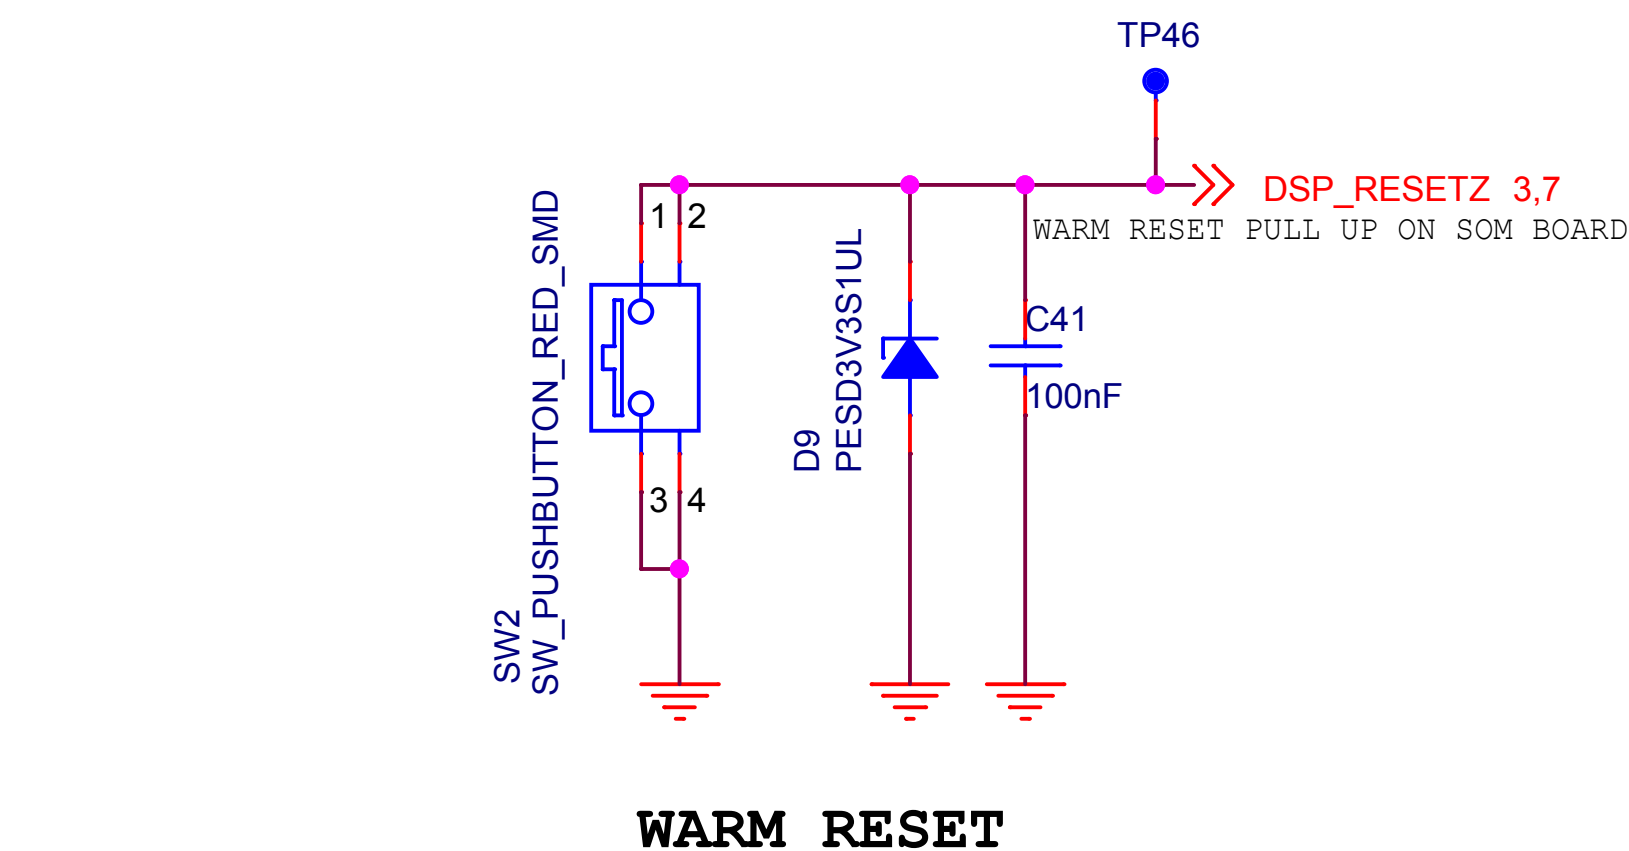 TP46
DSP_RESETZ 3,7
WARM RESET PULL UP ON SOM BOARD
1 2
SW2
SW_PUSHBUTTON_RED_SMD
D9
PESD3V3S1UL
C41
100nF
3 4
WARM RESET